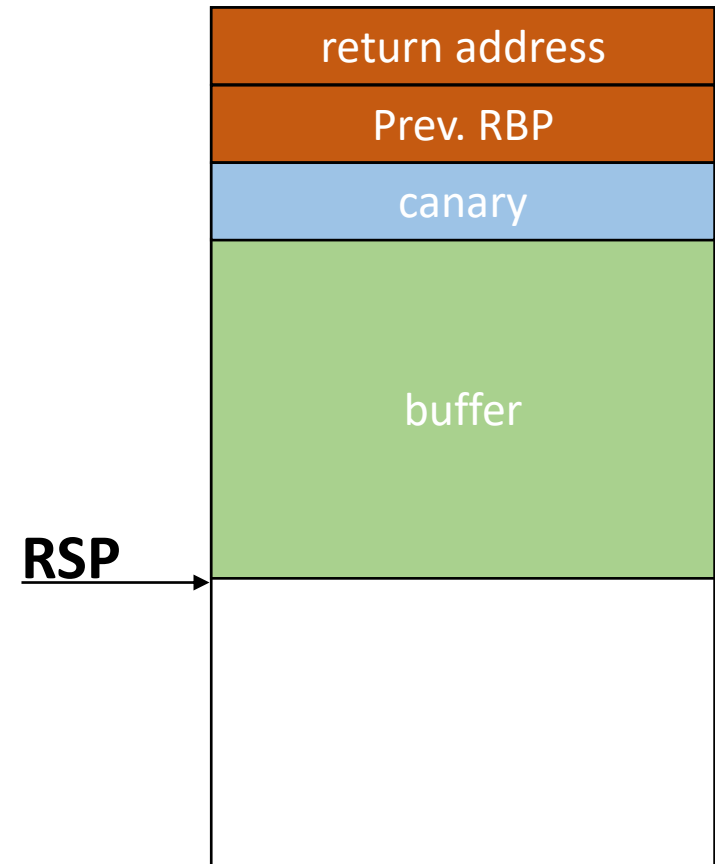 return address
Prev. RBP
canary
buffer
RSP